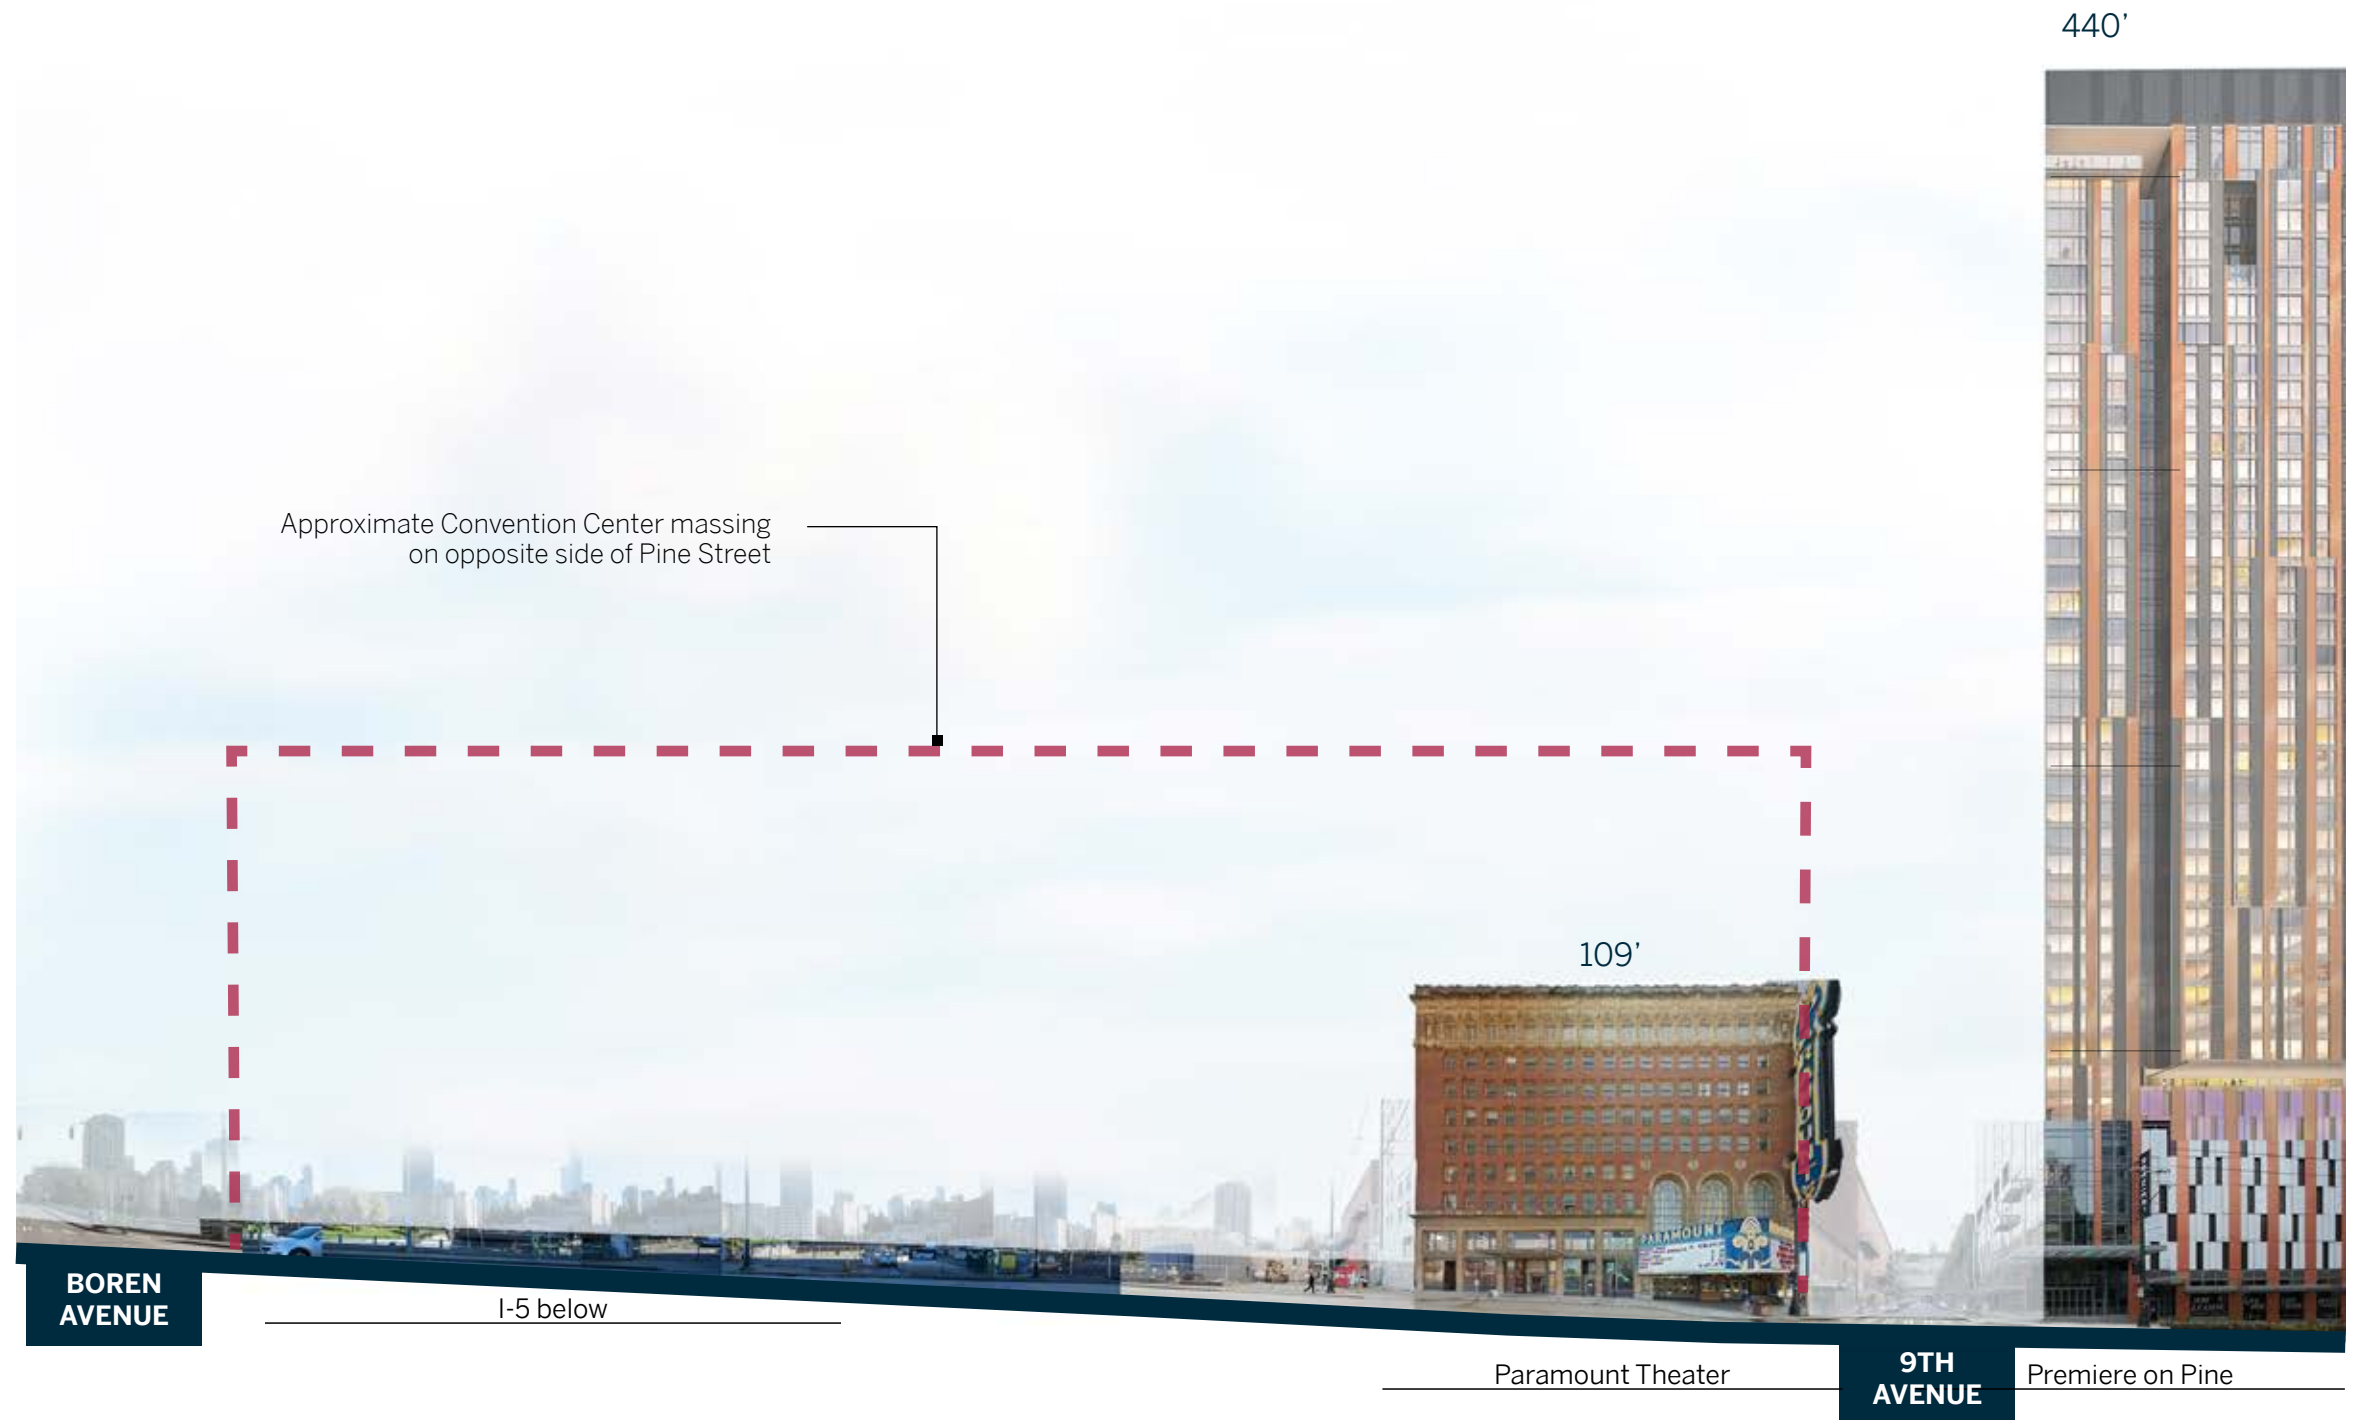 440’
Approximate Convention Center massing
on opposite side of Pine Street
109’
PARAMOUNT
BOREN
AVENUE
I-5 below
Paramount Theater
9TH
AVENUE
Premiere on Pine